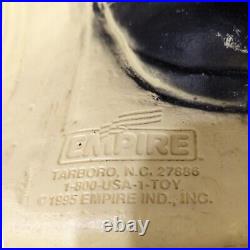 EMPIRE
TARBORO, N.C. 27886
1-800-USA-1-TOY
©1995 EMPIRE IND., INC.